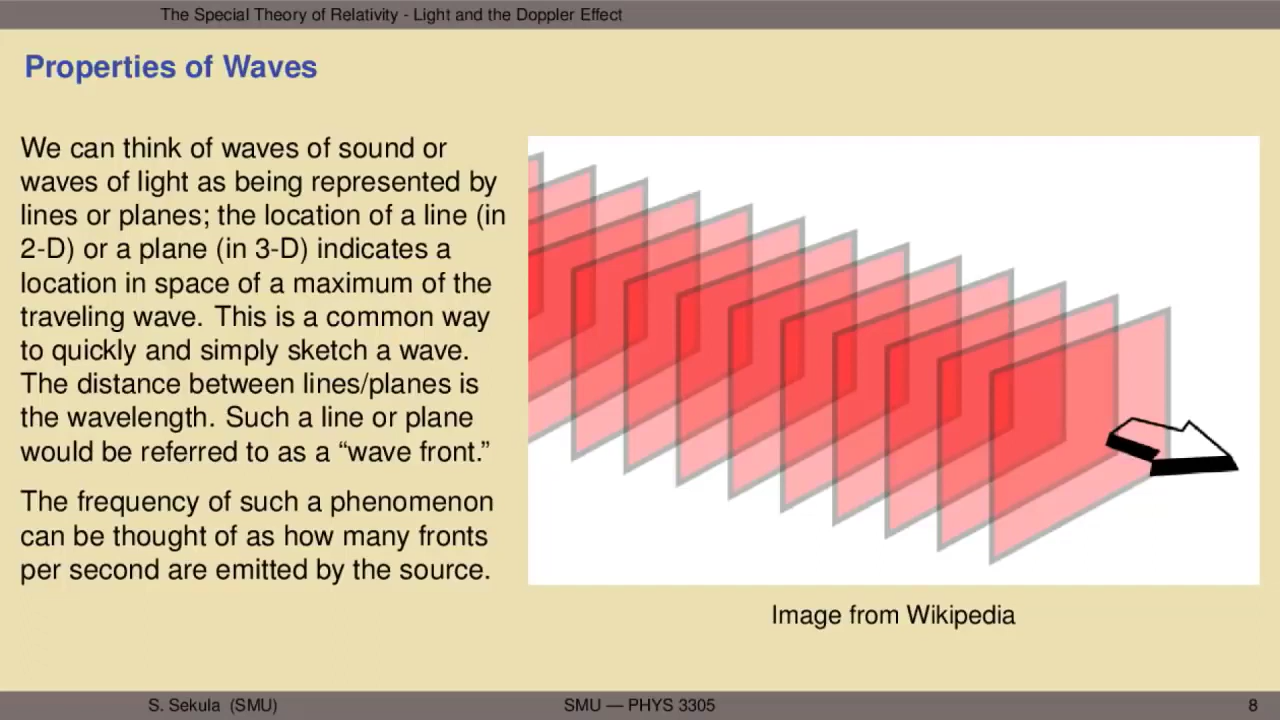 The Special Theory of Relativity - Light and the Doppler Effect
Properties of Waves
We can think of waves of sound or
waves of light as being represented by
lines or planes; the location of a line (in
2-D) or a plane (in 3-D) indicates a
location in space of a maximum of the
traveling wave. This is a common way
to quickly and simply sketch a wave.
The distance between lines/planes is
the wavelength. Such a line or plane
would be referred to as a “wave front.”
The frequency of such a phenomenon
can be thought of as how many fronts
per second are emitted by the source.
Image from Wikipedia
S. Sekula (SMU)
SMU — PHYS 3305
8